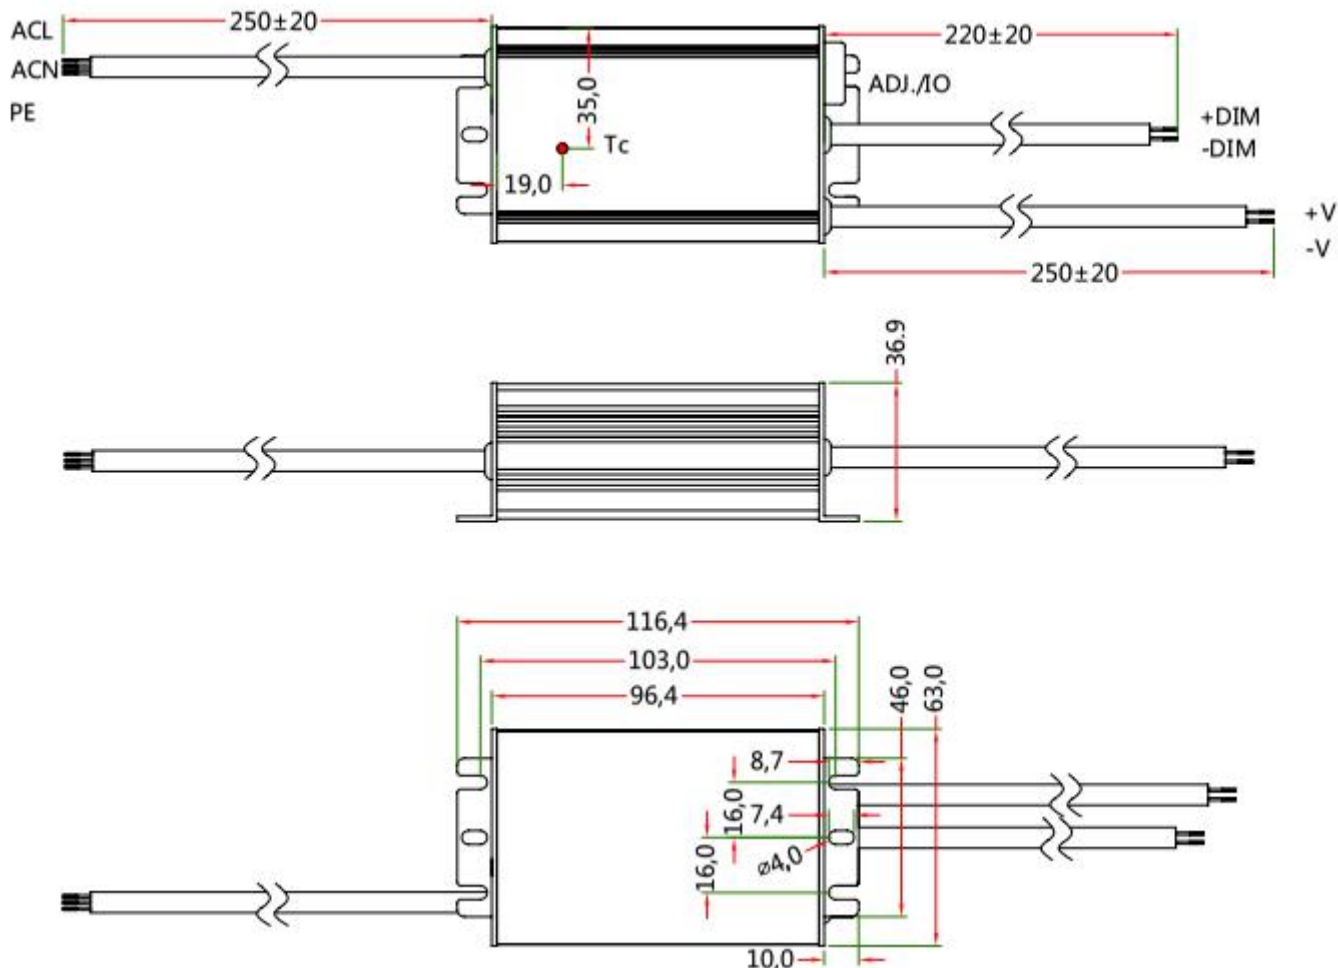 ACL
250±20
220±20
ACN
ADJ./IO
PE
35,0
+DIM
Tc
-DIM
19,0
+V
-V
250±20
36.9
116,4
103,0
96,4
46,0
63,0
8,7
16,0
7,4
16,0
ø4,0
10,0